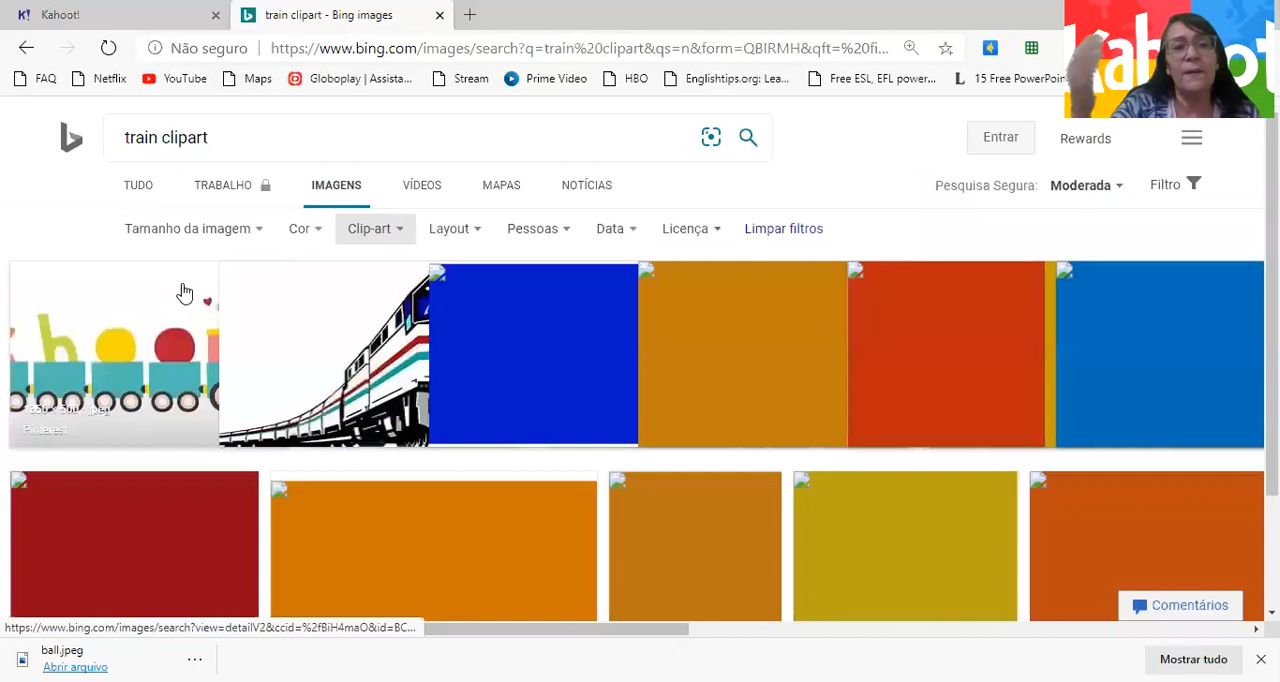 K! Kahoot!
train clipart - Bing images
Não seguro https://www.bing.com/images/search?q=train%20clipart&qs=n&form=QBIRMH&qft=%20fi...
FAQ Netflix YouTube Maps Globoplay | Assista... Stream Prime Video HBO Englishtips.org: Lea... Free ESL, EFL power... L 15 Free PowerPoin
Kahoot
train clipart
Entrar Rewards
TUDO TRABALHO IMAGENS VÍDEOS MAPAS NOTÍCIAS
Pesquisa Segura: Moderada Filtro
Tamanho da imagem Cor Clip-art Layout Pessoas Data Licença Limpar filtros
h
Pinterest
Comentários
https://www.bing.com/images/search?view=detailV2&ccid=%2fBiH4maO&id=BC...
ball.jpeg
Abrir arquivo
Mostrar tudo